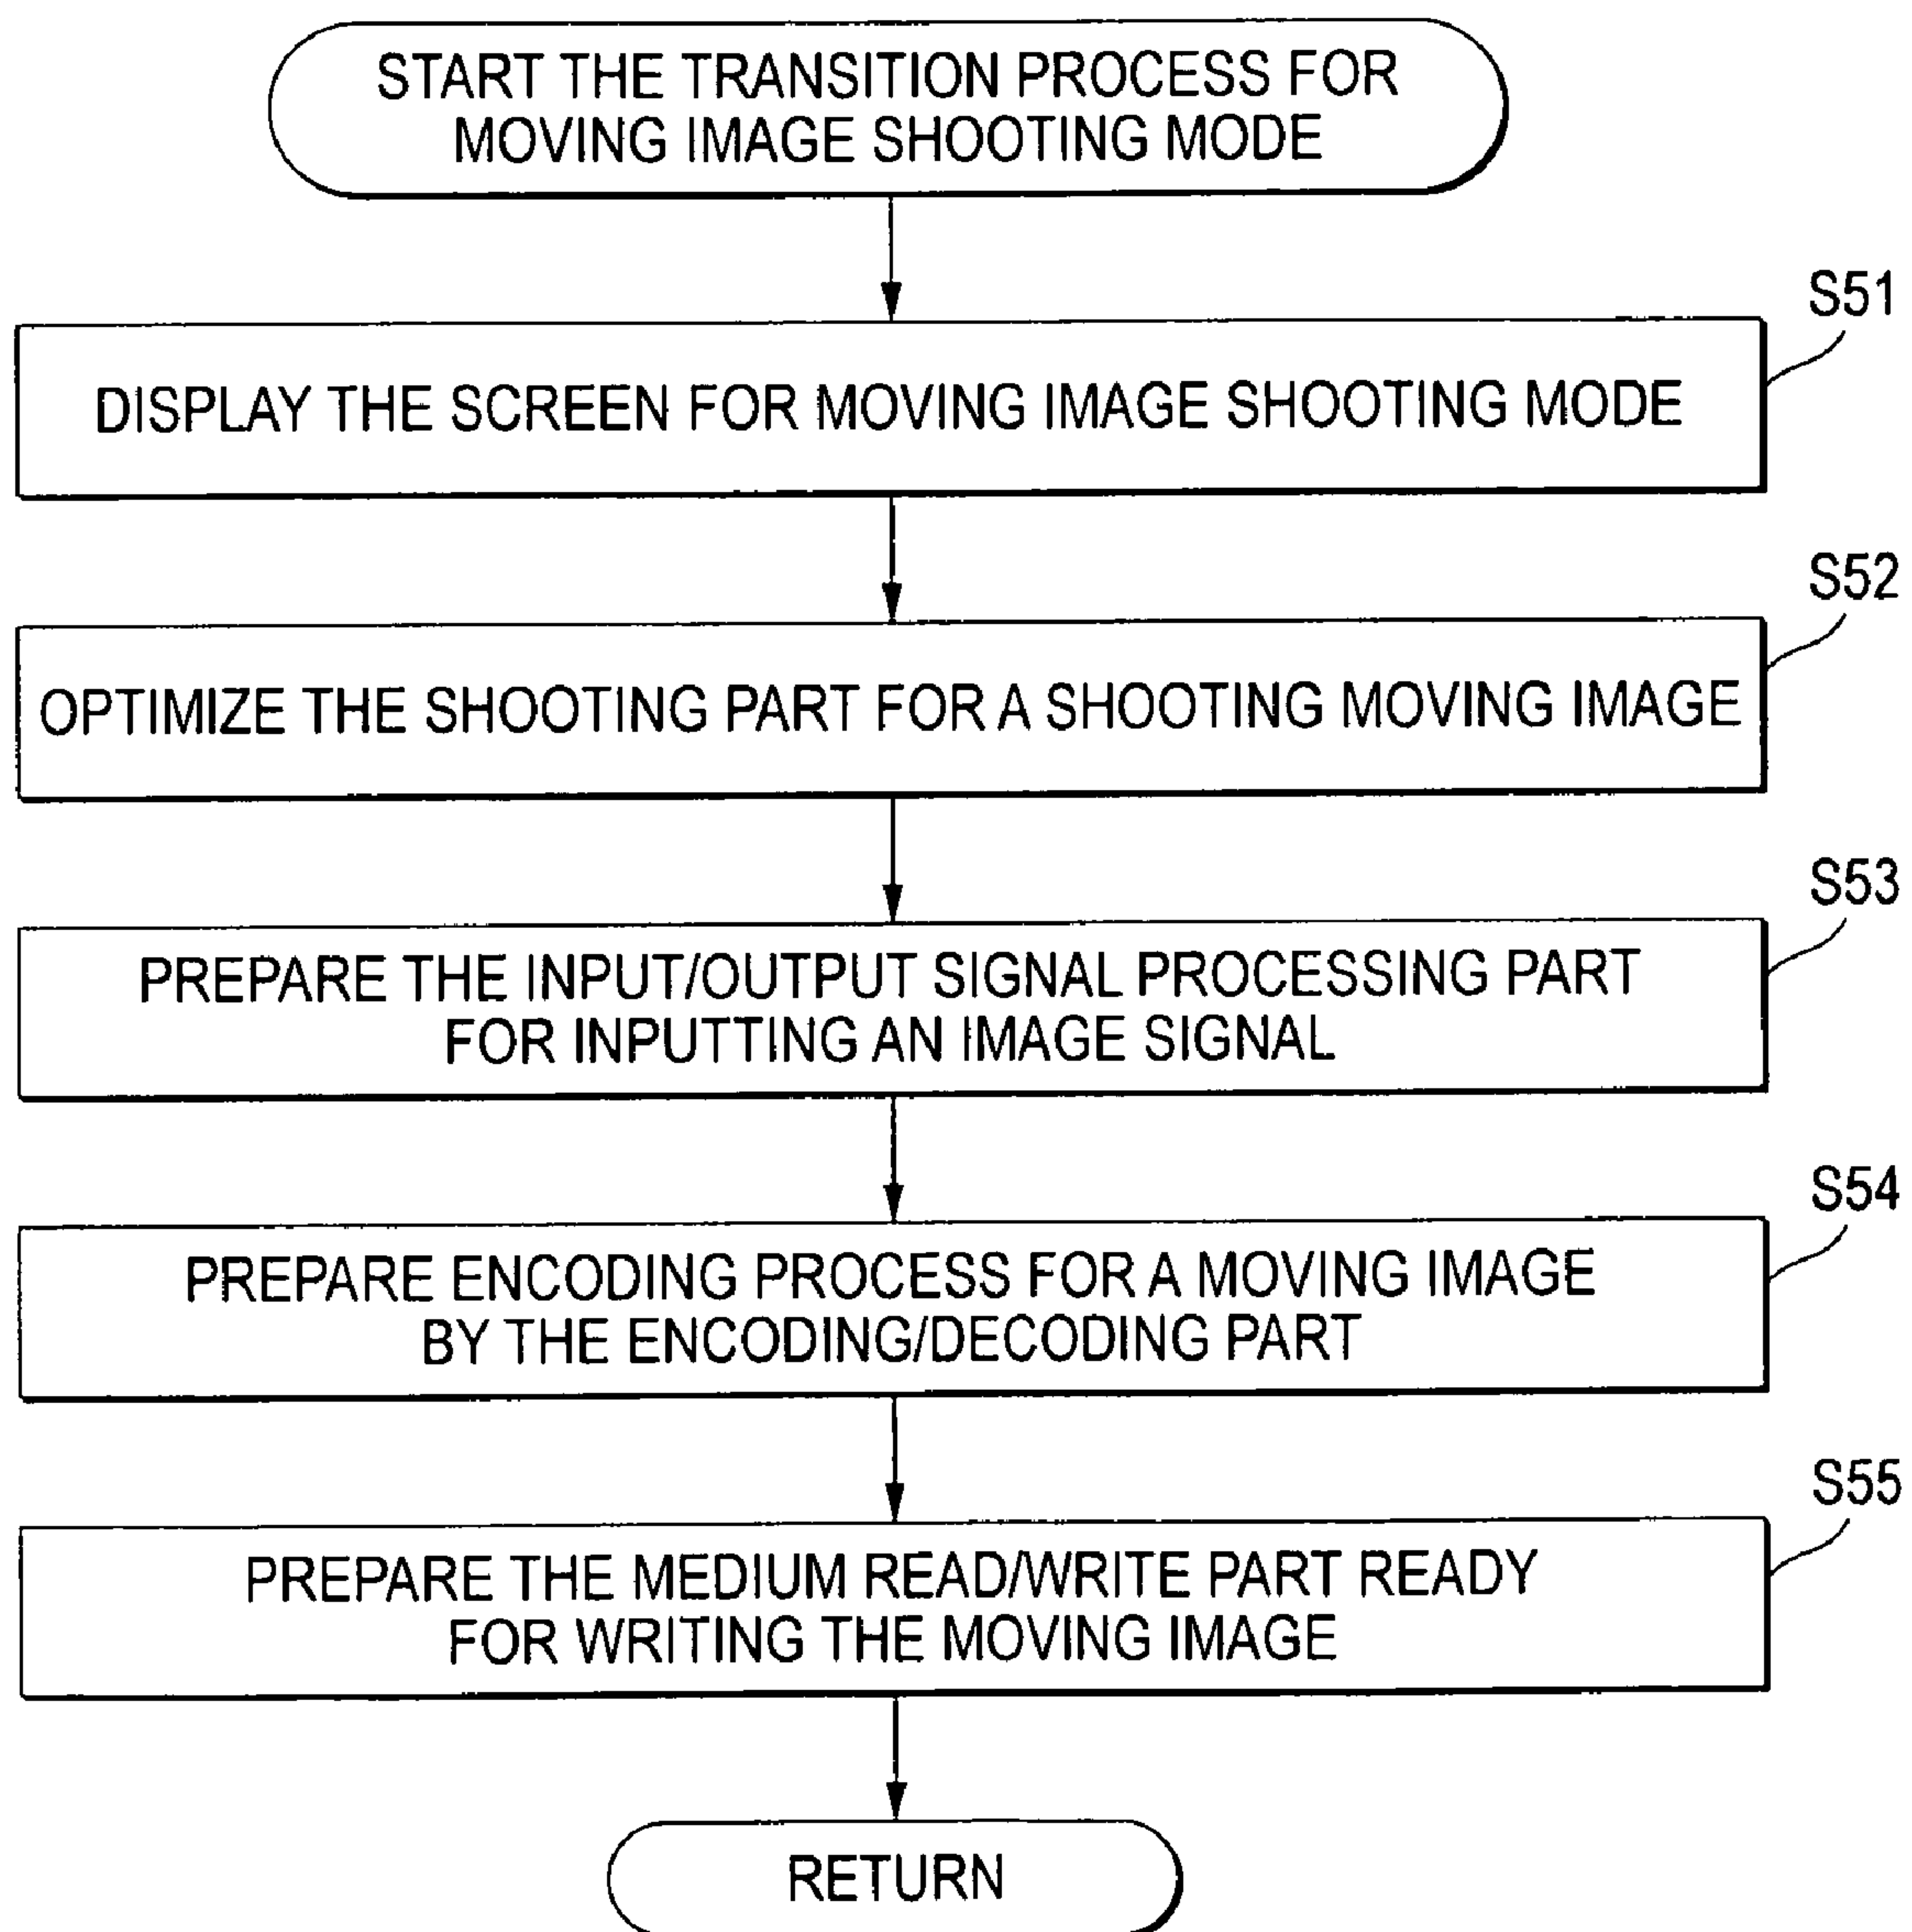 START THE TRANSITION PROCESS FOR
MOVING IMAGE SHOOTING MODE
S51
DISPLAY THE SCREEN FOR MOVING IMAGE SHOOTING MODE
S52
OPTIMIZE THE SHOOTING PART FOR A SHOOTING MOVING IMAGE
S53
PREPARE THE INPUT/OUTPUT SIGNAL PROCESSING PART
FOR INPUTTING AN IMAGE SIGNAL
S54
PREPARE ENCODING PROCESS FOR A MOVING IMAGE
BY THE ENCODING/DECODING PART
S55
PREPARE THE MEDIUM READ/WRITE PART READY
FOR WRITING THE MOVING IMAGE
RETURN